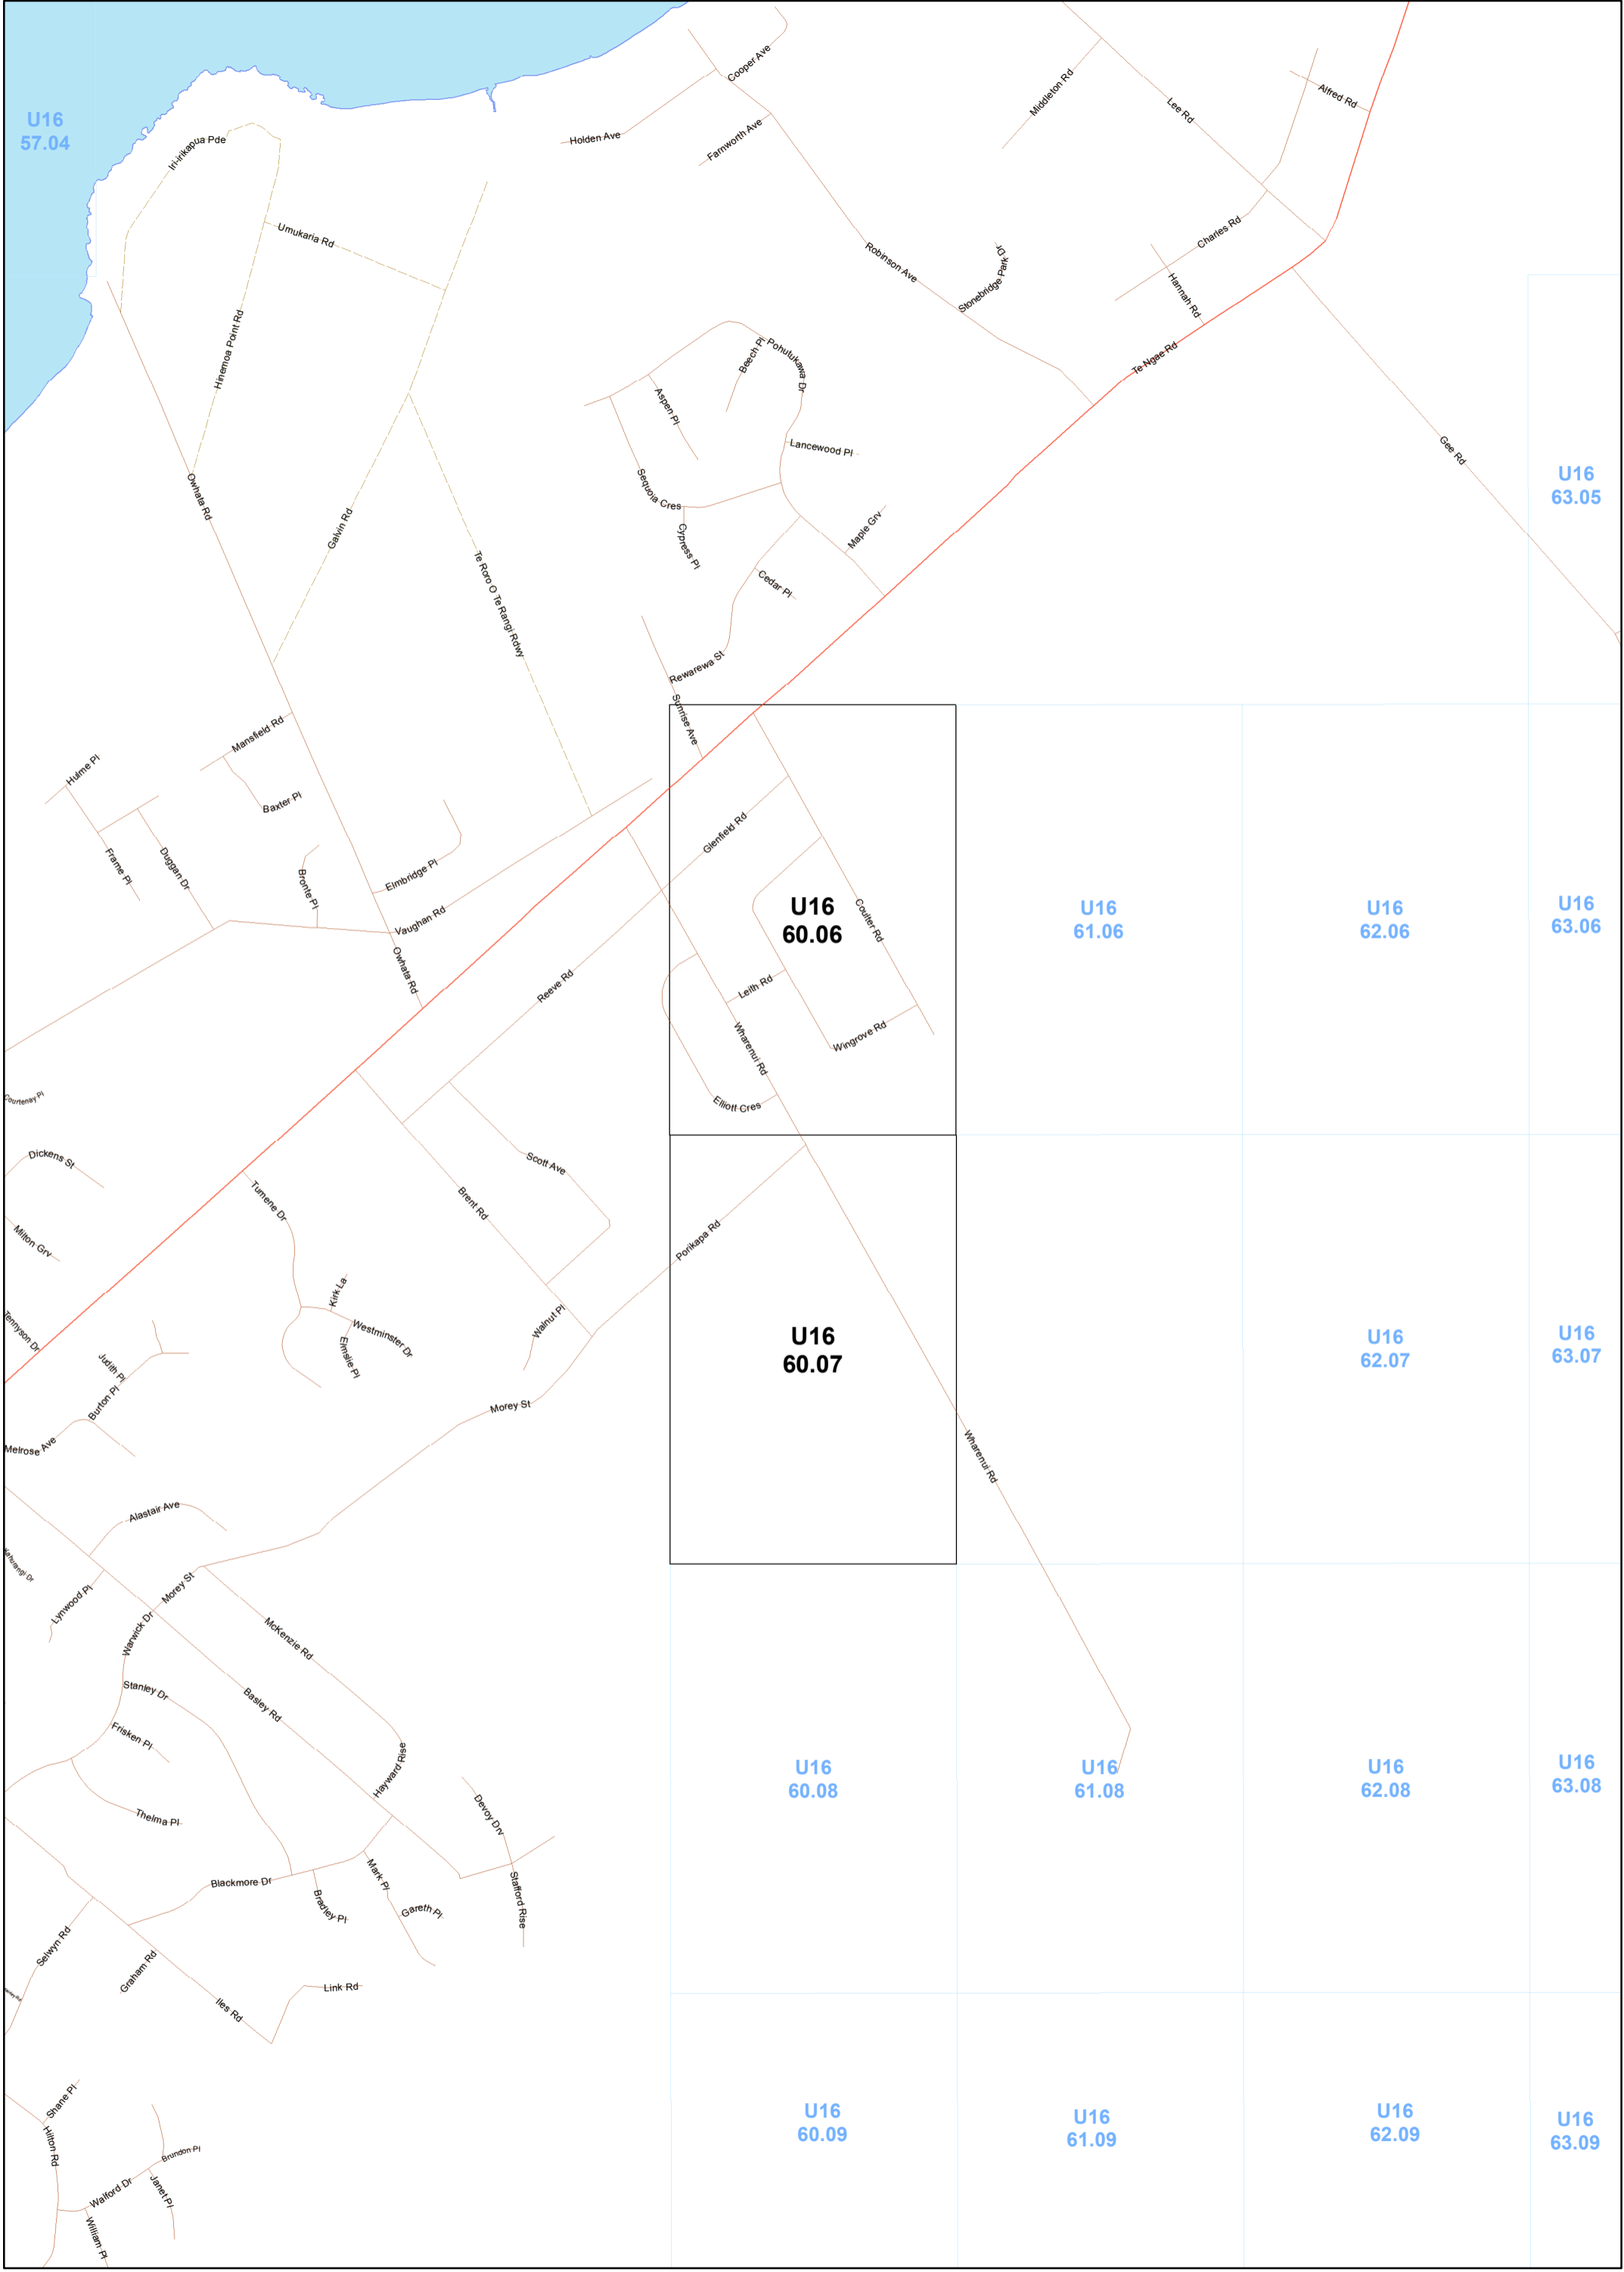 Cooper Ave
Middleton Rd
Alfred Rd
Lee Rd
U16
57.04
Holden Ave
Farnworth Ave
Iri-irikapua Pde
Umukaria Rd
Charles Rd
Robinson Ave
Stonebridge Park Dr
Hannah Rd
Hinemoa Point Rd
Te Ngae Rd
Beech Pl
Pohutukawa Dr
Aspen Pl
Lancewood Pl
Gee Rd
U16
63.05
Owhata Rd
Sequoia Cres
Galvin Rd
Cypress Pl
Maple Grv
Te Roro O Te Rangi Rdwy
Cedar Pl
Rewarewa St
Sunrise Ave
Mansfield Rd
Hulme Pl
Baxter Pl
Glenfield Rd
Frame Pl
Duggan Dr
Bronte Pl
Elmbridge Pl
Vaughan Rd
U16
60.06
Coulter Rd
U16
61.06
U16
62.06
U16
63.06
Owhata Rd
Reeve Rd
Leith Rd
Wharenui Rd
Wingrove Rd
Courtenay Pl
Elliott Cres
Dickens St
Scott Ave
Tumene Dr
Brent Rd
Milton Grv
Porikapa Rd
Kirk La
Tennyson Dr
Westminster Dr
Elmslie Pl
Walnut Pl
U16
60.07
U16
62.07
U16
63.07
Judith Pl
Burton Pl
Morey St
Melrose Ave
Wharenui Rd
Alastair Ave
Kahurangi Dr
Lynwood Pl
Morey St
Warwick Dr
McKenzie Rd
Stanley Dr
Basley Rd
Frisken Pl
Hayward Rise
U16
60.08
U16
61.08
U16
62.08
U16
63.08
Thelma Pl
Devoy Drv
Blackmore Dr
Mark Pl
Bradley Pl
Gareth Pl
Stafford Rise
Selwyn Rd
Graham Rd
Link Rd
Iles Rd
Shane Pl
Hilton Rd
Brundon Pl
Walford Dr
Janet Pl
William Pl
U16
60.09
U16
61.09
U16
62.09
U16
63.09